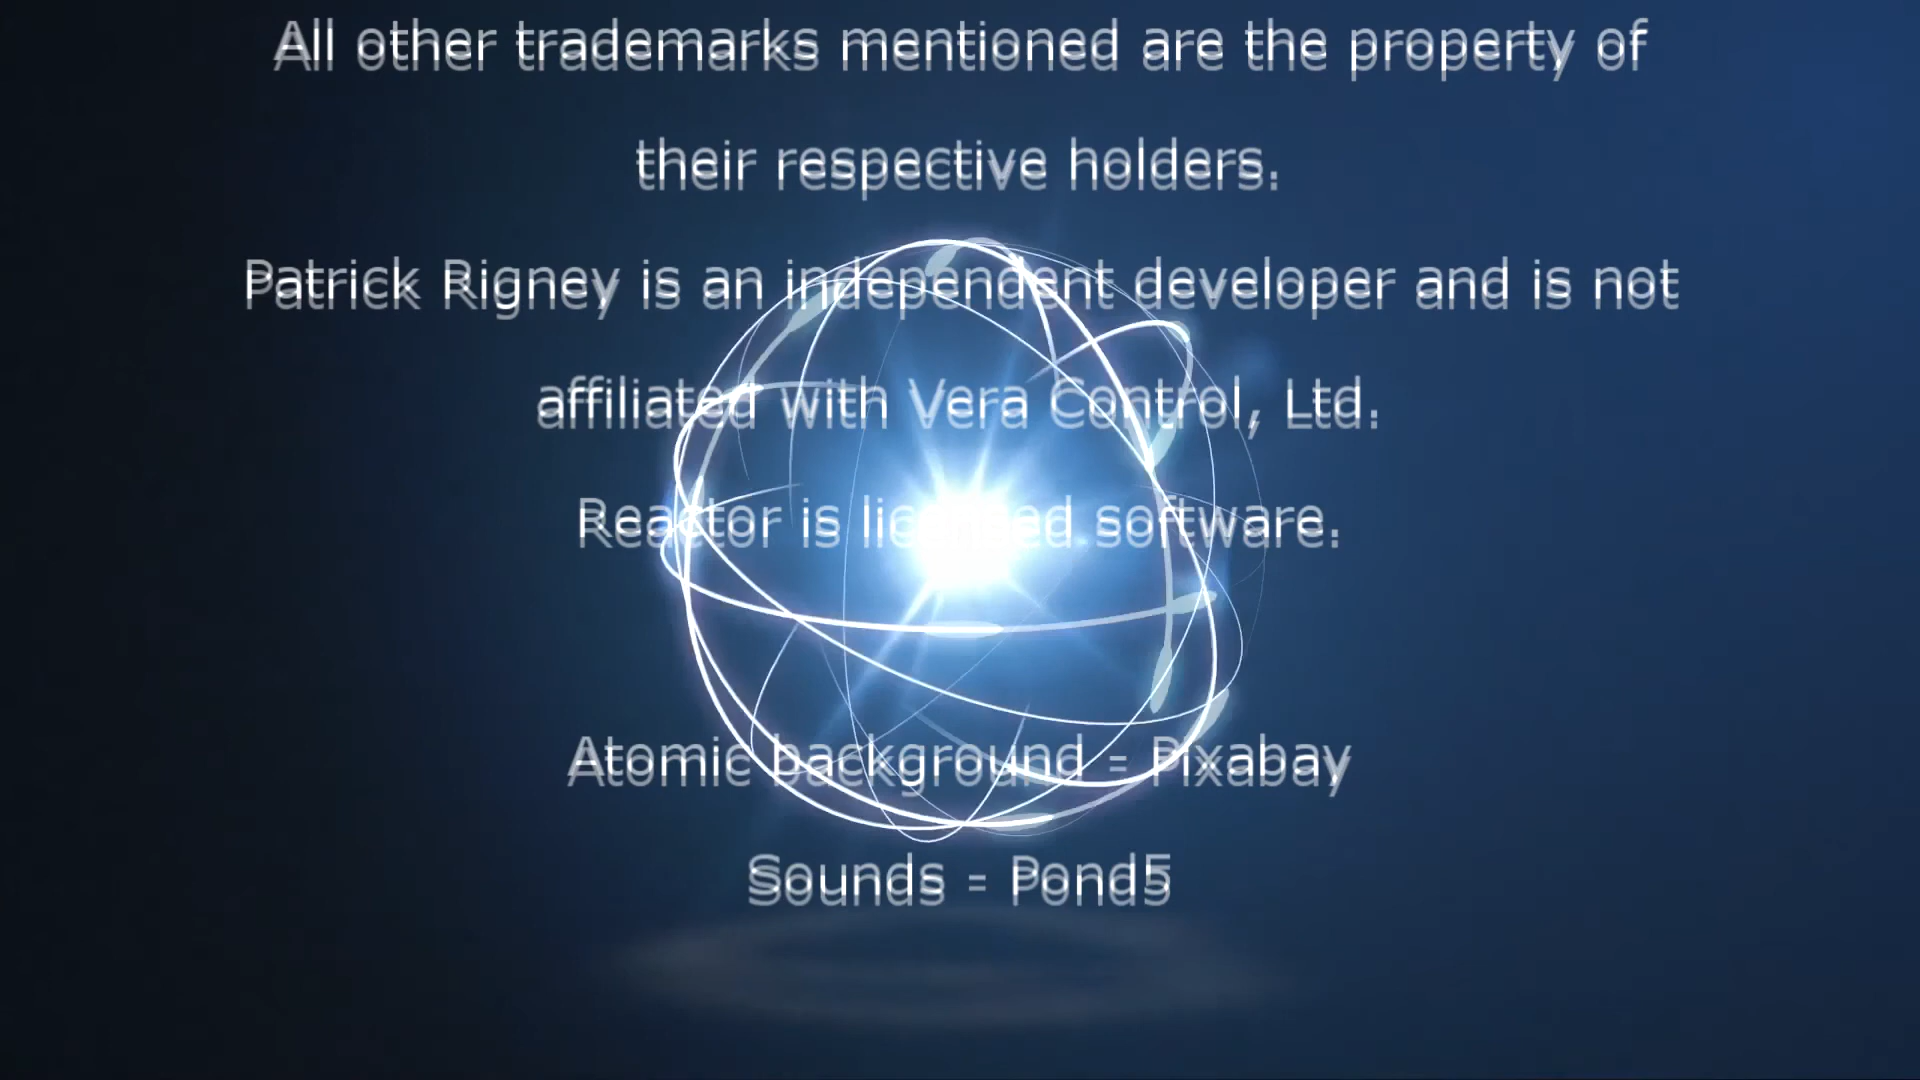 All other trademarks mentioned are the property of
their respective holders.
Patrick Rigney is an independent developer and is not
affiliated with Vera Control, Ltd.
Reactor is licensed software.
Atomic background = Pixabay
Sounds = Pond5